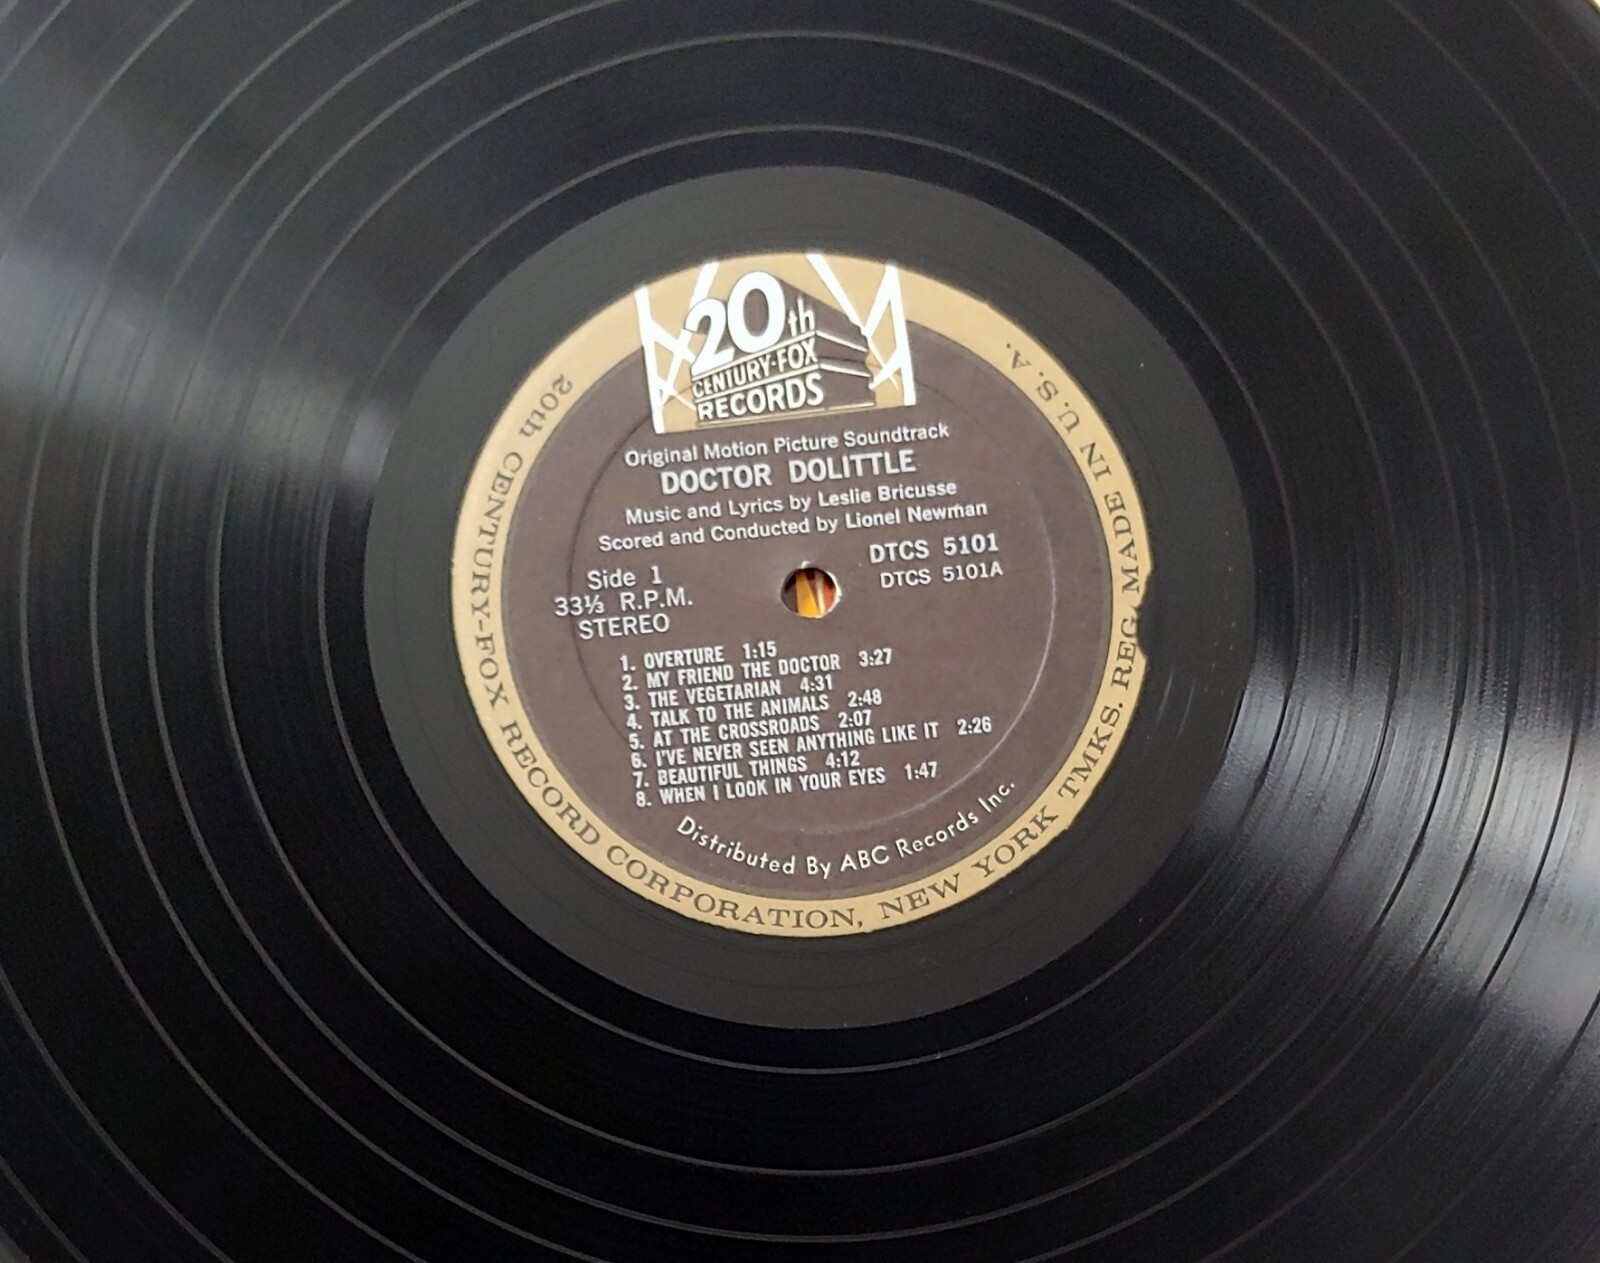 20th
CENTURY-FOX
RECORDS
Original Motion Picture Soundtrack
DOCTOR DOLITTLE
Music and Lyrics by Leslie Bricusse
Scored and Conducted by Lionel Newman
DTCS 5101
DTCS 5101A
Side 1
33⅓ R.P.M.
STEREO
1. OVERTURE 1:15
2. MY FRIEND THE DOCTOR 3:27
3. THE VEGETARIAN 4:31
4. TALK TO THE ANIMALS 2:48
5. AT THE CROSSROADS 2:07
6. I'VE NEVER SEEN ANYTHING LIKE IT 2:26
7. BEAUTIFUL THINGS 4:12
8. WHEN I LOOK IN YOUR EYES 1:47
Distributed By ABC Records Inc.
20th CENTURY-FOX RECORD CORPORATION, NEW YORK TMKS. REG. MADE IN U.S.A.